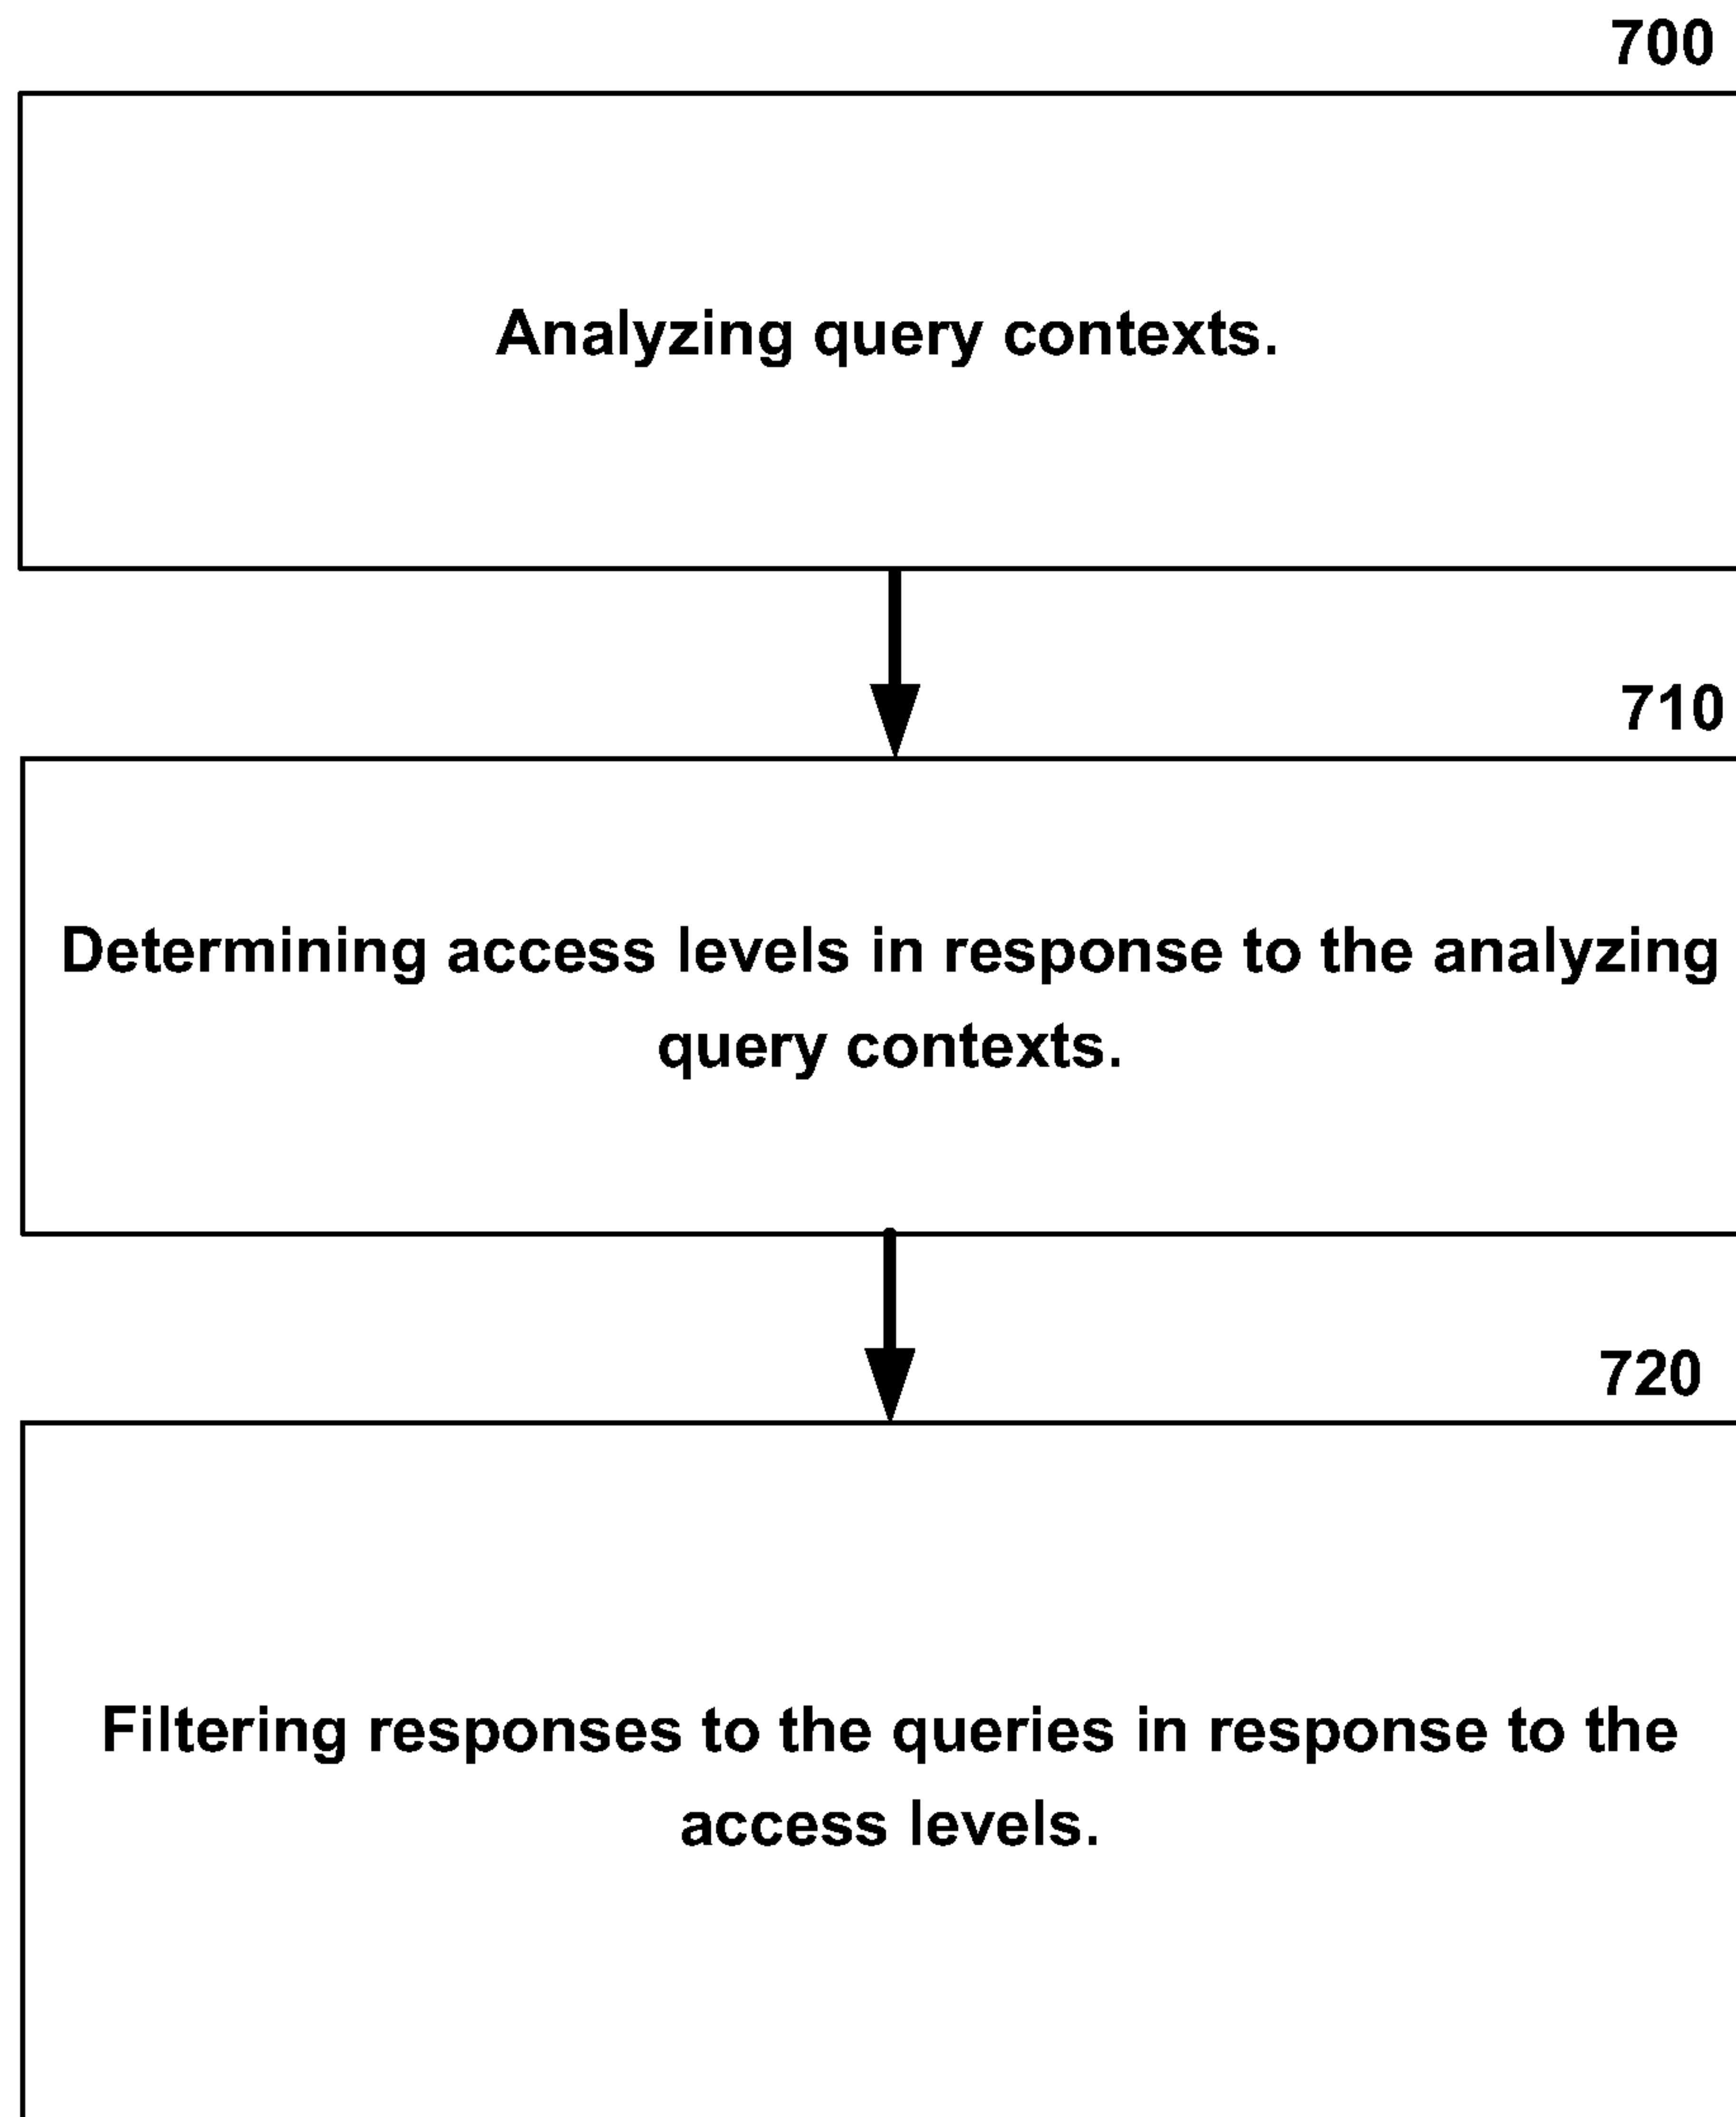 700
Analyzing query contexts.
710
Determining access levels in response to the analyzing
query contexts.
720
Filtering responses to the queries in response to the
access levels.